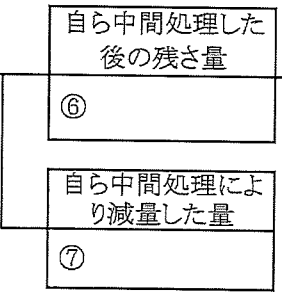 自ら中間処理した
後の残さ量
⑥
自ら中間処理によ
り減量した量
⑦